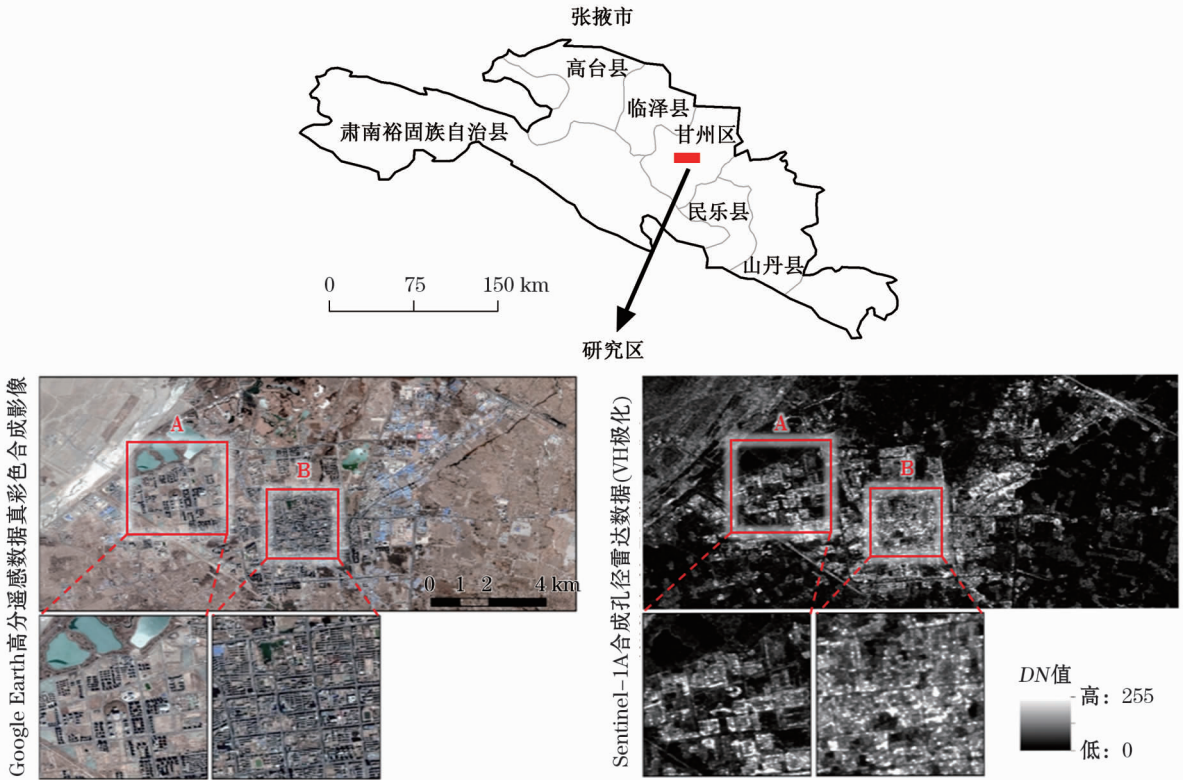 张掖市
高台县
临泽县
肃南裕固族自治县
甘州区
民乐县
山丹县
0 75 150 km
研究区
Google Earth高分遥感数据真彩色合成影像
A
B
0 1 2 4 km
Sentinel-1A合成孔径雷达数据(VH极化)
A
B
DN值
高: 255
低: 0